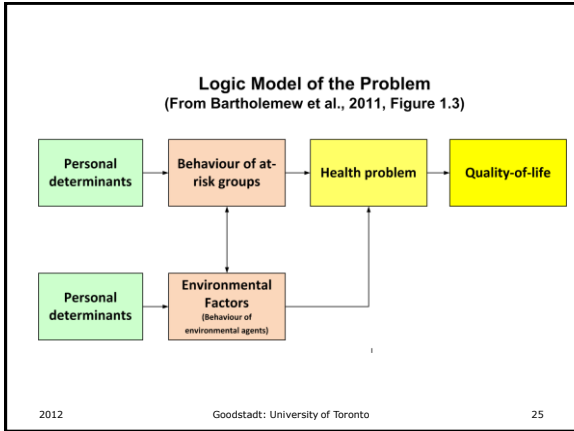 Logic Model of the Problem
(From Bartholemew et al., 2011, Figure 1.3)
Personal
determinants
Behaviour of at-
risk groups
Health problem
Quality-of-life
Personal
determinants
Environmental
Factors
(Behaviour of
environmental agents)
2012
Goodstadt: University of Toronto
25